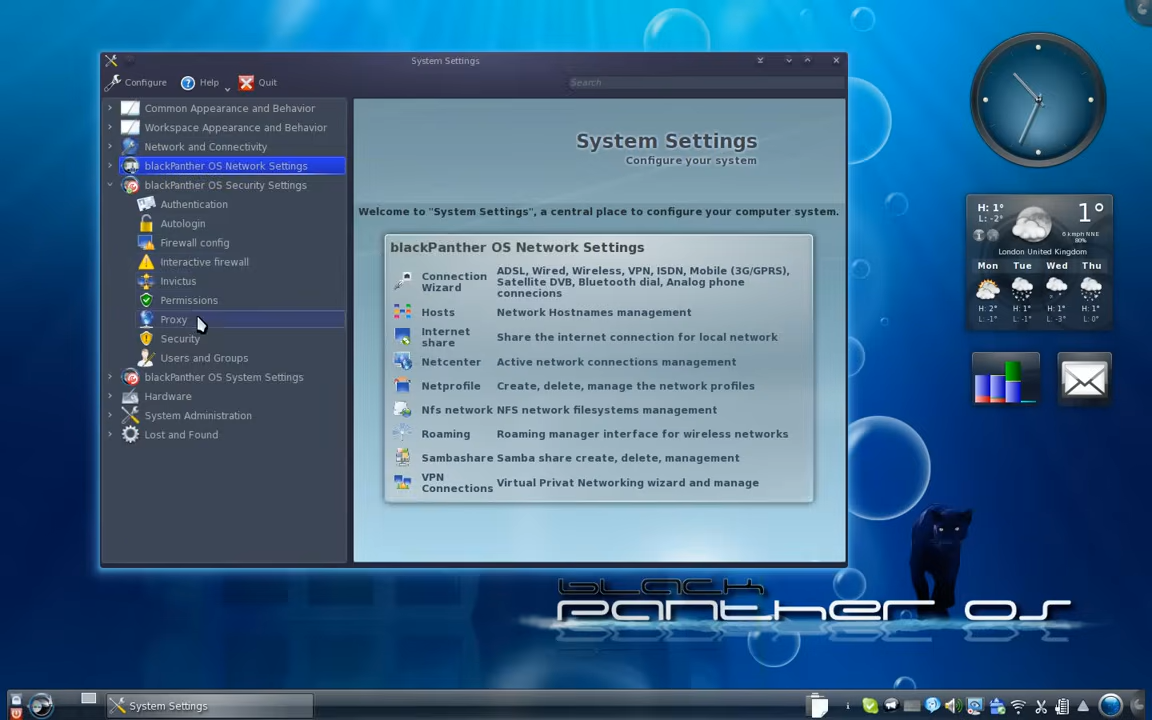 System Settings
Configure
Help
Quit
Search
Common Appearance and Behavior
Workspace Appearance and Behavior
Network and Connectivity
blackPanther OS Network Settings
blackPanther OS Security Settings
Authentication
Autologin
Firewall config
Interactive firewall
Invictus
Permissions
Proxy
Security
Users and Groups
blackPanther OS System Settings
Hardware
System Administration
Lost and Found
System Settings
Configure your system
Welcome to "System Settings", a central place to configure your computer system.
blackPanther OS Network Settings
Connection Wizard
ADSL, Wired, Wireless, VPN, ISDN, Mobile (3G/GPRS),
Satellite DVB, Bluetooth dial, Analog phone
connecions
Hosts Network Hostnames management
Internet share
Share the internet connection for local network
Netcenter Active network connections management
Netprofile Create, delete, manage the network profiles
Nfs network NFS network filesystems management
Roaming Roaming manager interface for wireless networks
Sambashare Samba share create, delete, management
VPN Connections
Virtual Privat Networking wizard and manage
H: 1°
L: -2°
1°
0 kmph NNE
80%
London United Kingdom
Mon Tue Wed Thu
H: 2° H: 1° H: 1° H: 1°
L: -1° L: -1° L: -3° L: 0°
BLACK
PANTHER OS
System Settings